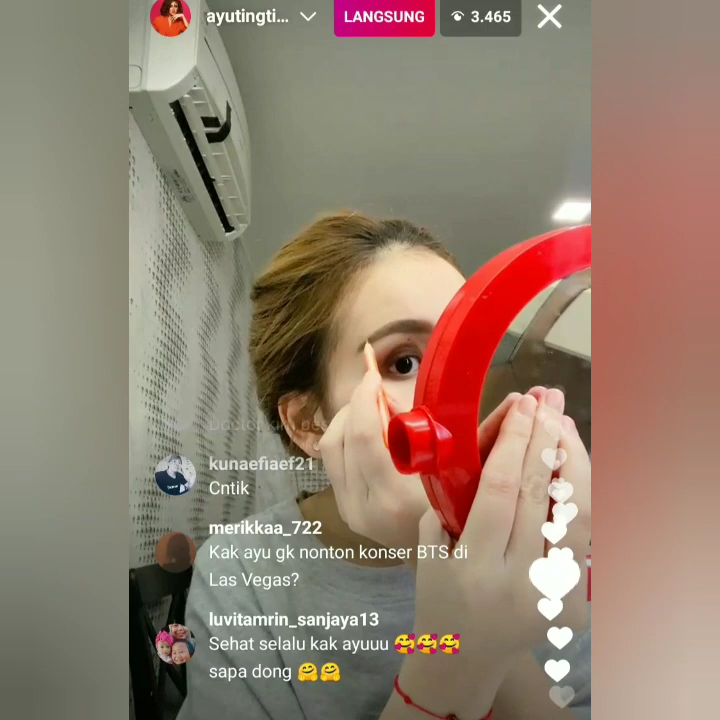 ayutingti...
LANGSUNG
3.465
kunaefiaef21
Cntik
merikkaa_722
Kak ayu gk nonton konser BTS di
Las Vegas?
luvitamrin_sanjaya13
Sehat selalu kak ayuuu 🥰🥰🥰
sapa dong 🤗🤗